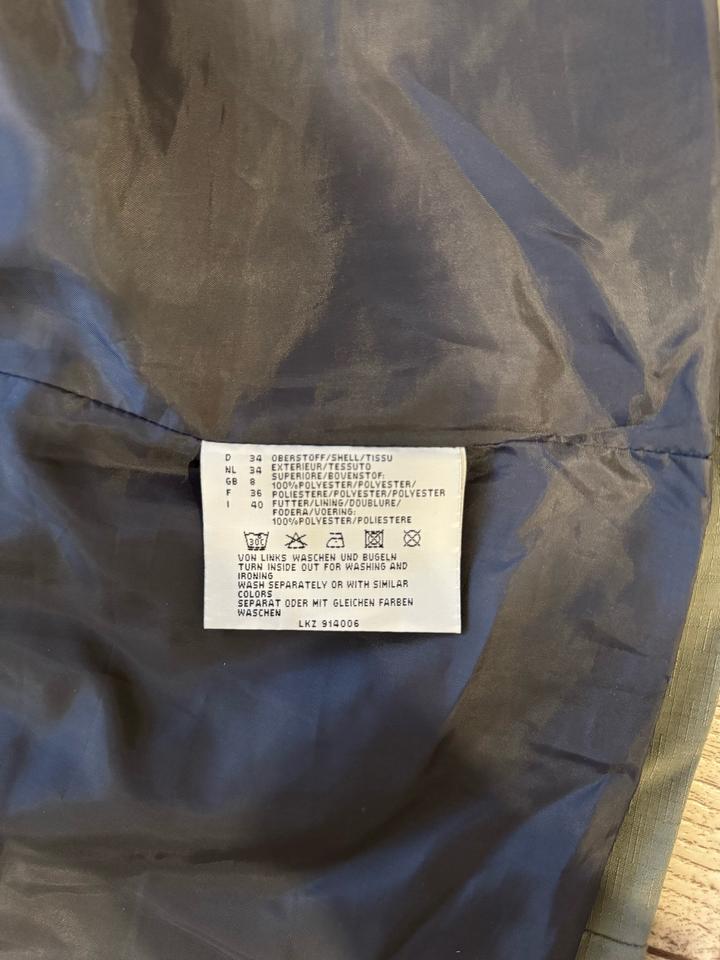 D 34 OBERSTOFF/SHELL/TISSU
NL 34 EXTERIEUR/TESSUTO
SUPERIORE/BOVENSTOF:
GB 8 100%POLYESTER/POLYESTER/
F 36 POLIESTERE/POLYESTER/POLYESTER
I 40 FUTTER/LINING/DOUBLURE/
FODERA/VOERING:
100%POLYESTER/POLIESTERE
30C
VON LINKS WASCHEN UND BUGELN
TURN INSIDE OUT FOR WASHING AND
IRONING
WASH SEPARATELY OR WITH SIMILAR
COLORS
SEPARAT ODER MIT GLEICHEN FARBEN
WASCHEN
LKZ 914006